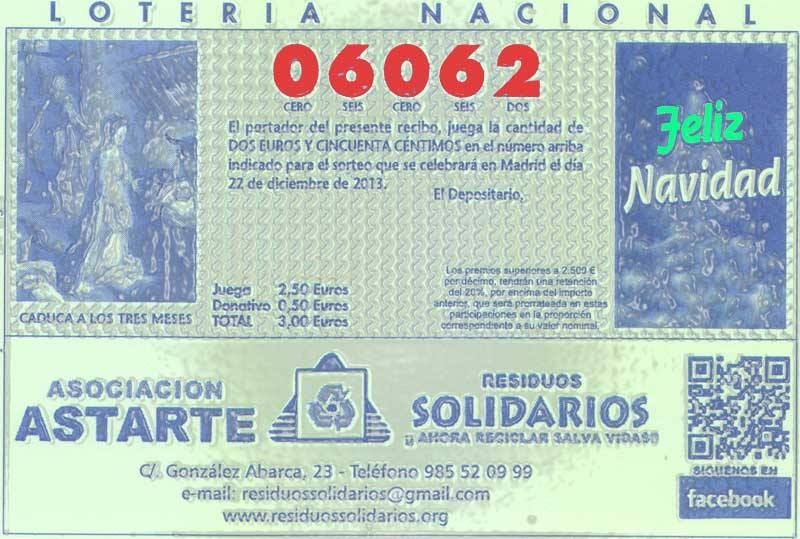 LOTERIA NACIONAL
06062
CERO SEIS CERO SEIS DOS
El portador del presente recibo, juega la cantidad de
DOS EUROS Y CINCUENTA CÉNTIMOS en el número arriba
indicado para el sorteo que se celebrará en Madrid el día
22 de diciembre de 2013.
El Depositario,
Feliz
Navidad
Juega 2,50 Euros
Donativo 0,50 Euros
TOTAL 3,00 Euros
Los premios superiores a 2.500 €
por décimo, tendrán una retención
del 20%, por encima del importe
anterior, que será prorrateada en estas
participaciones en la proporción
correspondiente a su valor nominal.
CADUCA A LOS TRES MESES
ASOCIACION
ASTARTE
RESIDUOS
SOLIDARIOS
¡¡ AHORA RECICLAR SALVA VIDAS!!
C/. González Abarca, 23 - Teléfono 985 52 09 99
e-mail: residuossolidarios@gmail.com
www.residuossolidarios.org
SIGUENOS EN
facebook